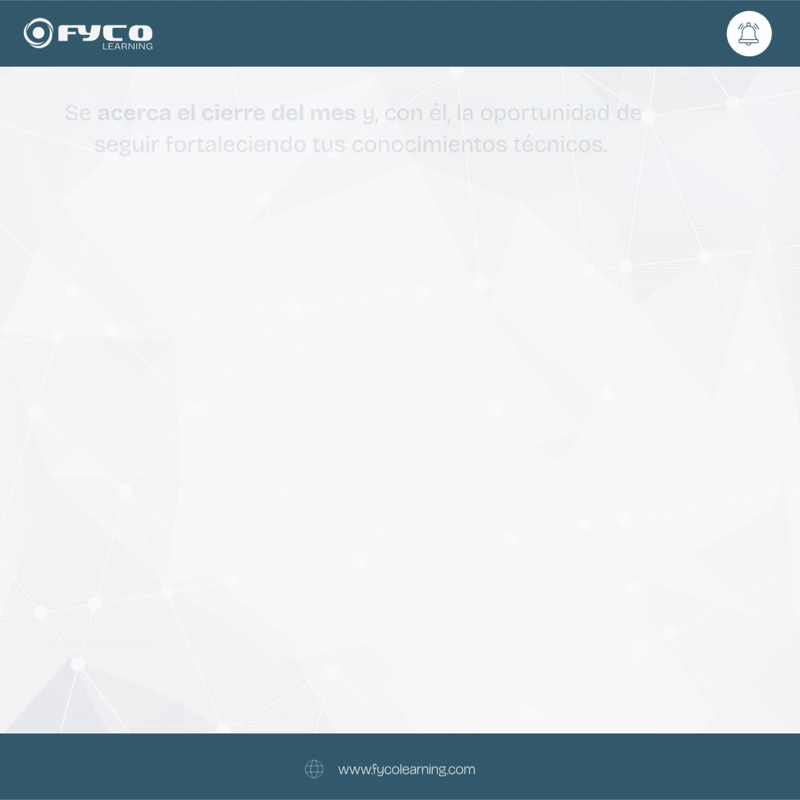 FYCO
LEARNING
Se acerca el cierre del mes y, con él, la oportunidad de
seguir fortaleciendo tus conocimientos técnicos.
www.fycolearning.com